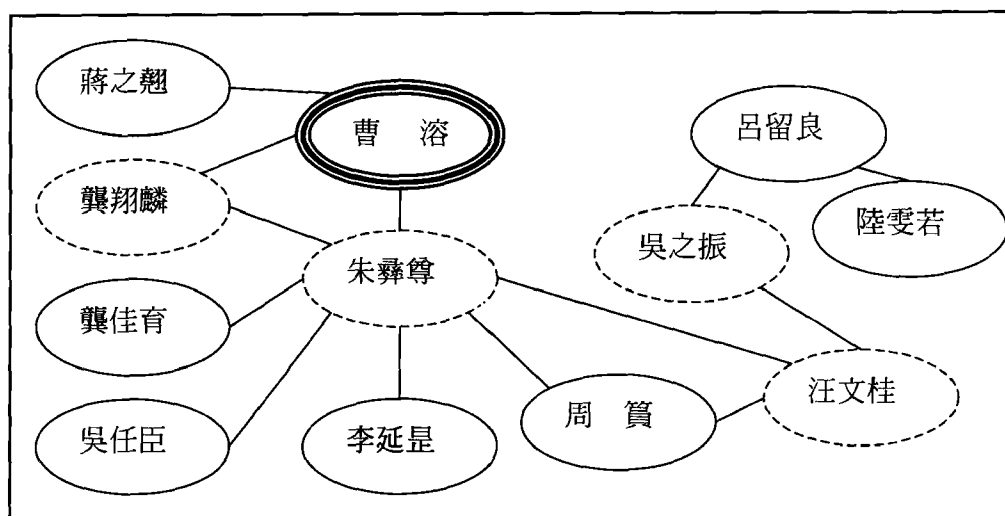 蔣之翹
曹 溶
呂留良
龔翔麟
陸雯若
吳之振
朱彝尊
龔佳育
汪文桂
吳任臣
李延昰
周 篔